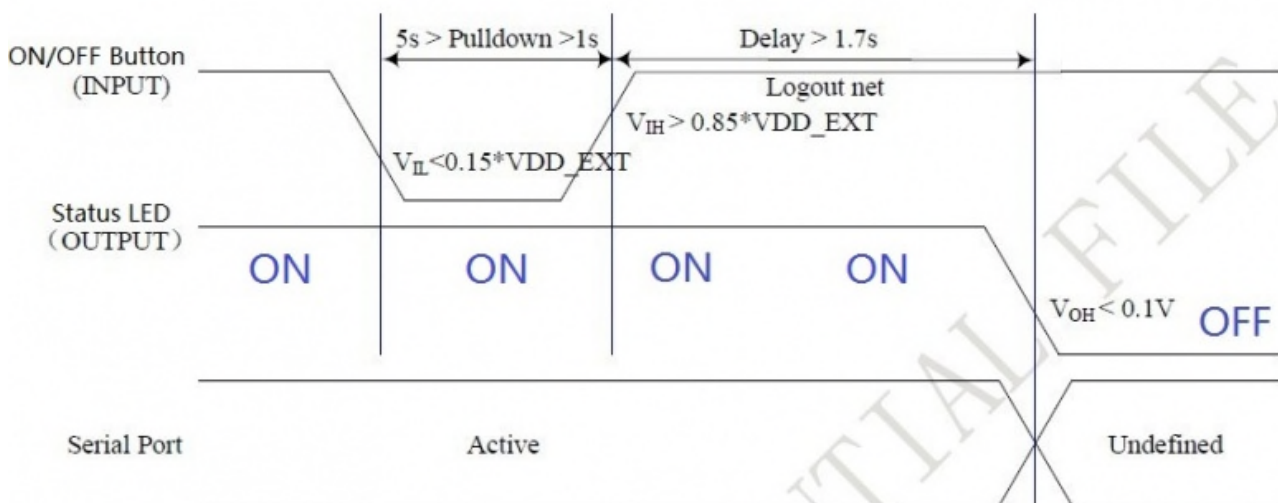 5s > Pulldown >1s
Delay > 1.7s
ON/OFF Button
(INPUT)
Logout net
VIH > 0.85*VDD_EXT
VIL<0.15*VDD_EXT
Status LED
（OUTPUT）
ON
ON
ON
ON
VOH < 0.1V
OFF
Serial Port
Active
Undefined
FILE